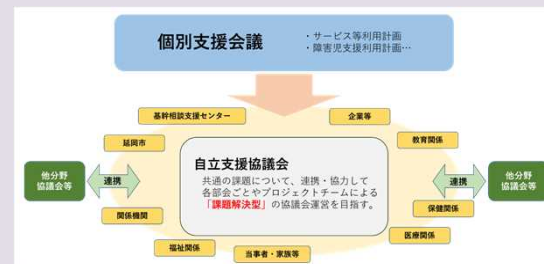 個別支援会議
・サービス等利用計画
・障害児支援利用計画…
基幹相談支援センター
企業等
延岡市
教育関係
自立支援協議会
共通の課題について、連携・協力して
各部会ごとやプロジェクトチームによる
「課題解決型」の協議会運営を目指す。
他分野
協議会等
連携
連携
他分野
協議会等
関係機関
保健関係
福祉関係
医療関係
当事者・家族等